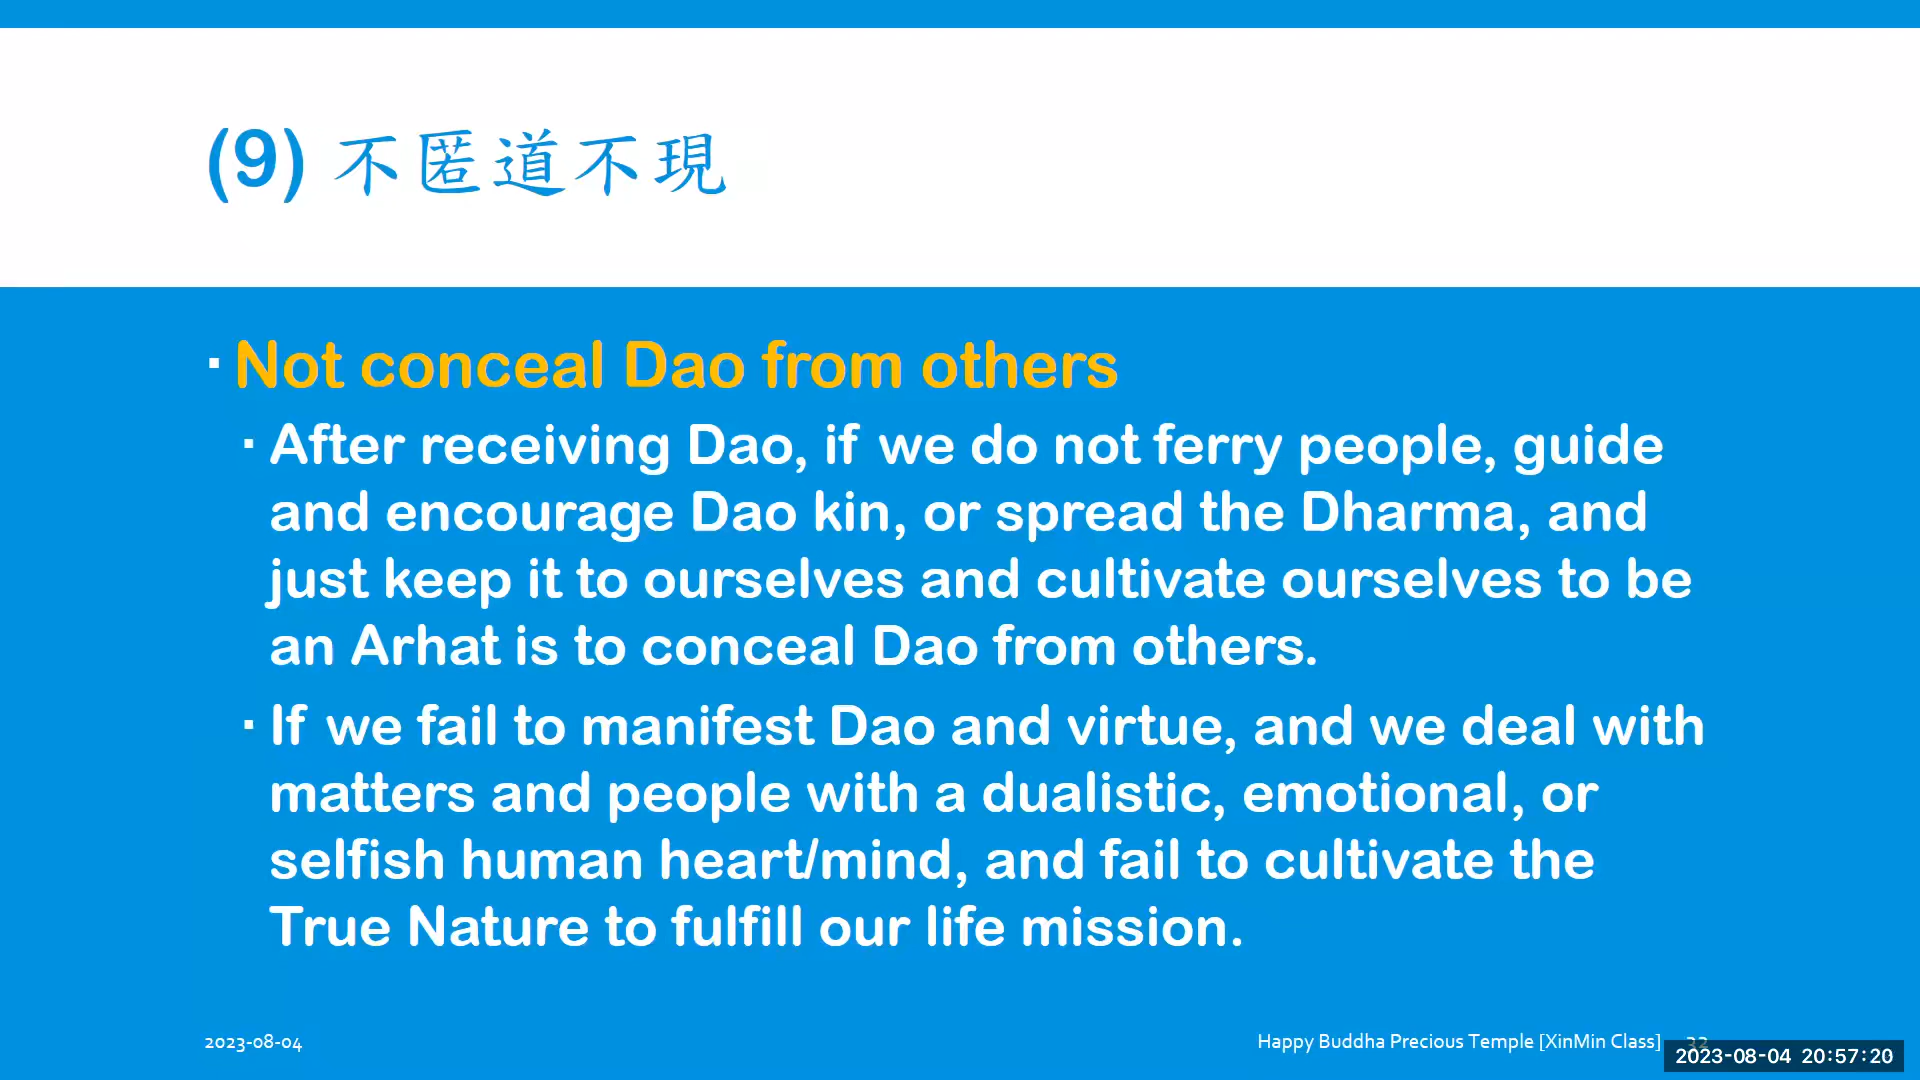 (9) 不匿道不現
▪ Not conceal Dao from others
▪ After receiving Dao, if we do not ferry people, guide
and encourage Dao kin, or spread the Dharma, and
just keep it to ourselves and cultivate ourselves to be
an Arhat is to conceal Dao from others.
▪ If we fail to manifest Dao and virtue, and we deal with
matters and people with a dualistic, emotional, or
selfish human heart/mind, and fail to cultivate the
True Nature to fulfill our life mission.
2023-08-04
Happy Buddha Precious Temple [XinMin Class]
32
2023-08-04 20:57:20